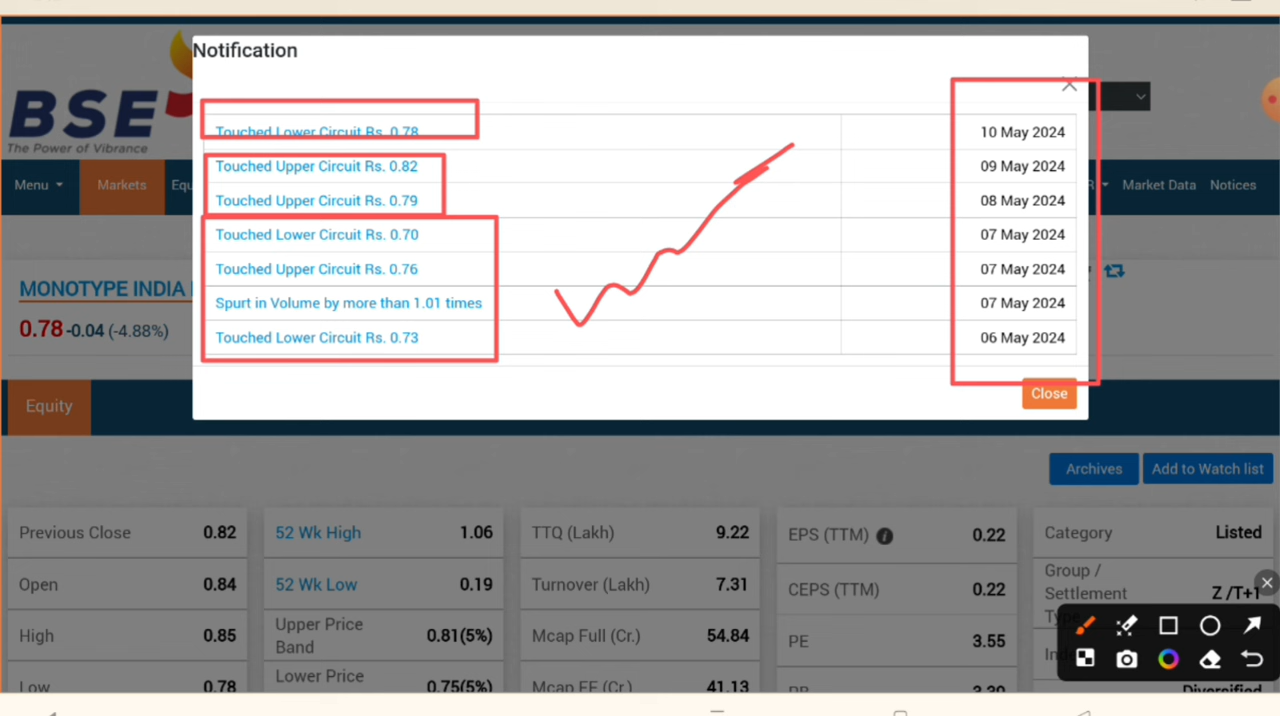 Notification
BSE
The Power of Vibrance
Touched Lower Circuit Rs. 0.78 10 May 2024
Touched Upper Circuit Rs. 0.82 09 May 2024
Touched Upper Circuit Rs. 0.79 08 May 2024
Touched Lower Circuit Rs. 0.70 07 May 2024
Touched Upper Circuit Rs. 0.76 07 May 2024
Spurt in Volume by more than 1.01 times 07 May 2024
Touched Lower Circuit Rs. 0.73 06 May 2024
Close
Menu Markets Equ Market Data Notices
MONOTYPE INDIA
0.78 -0.04 (-4.88%)
Equity
Archives Add to Watch list
Previous Close 0.82
Open 0.84
High 0.85
Low 0.78
52 Wk High 1.06
52 Wk Low 0.19
Upper Price
Band 0.81(5%)
Lower Price 0.75(5%)
TTQ (Lakh) 9.22
Turnover (Lakh) 7.31
Mcap Full (Cr.) 54.84
Mcap FF (Cr.) 41.13
EPS (TTM) 0.22
CEPS (TTM) 0.22
PE 3.55
Category Listed
Group /
Settlement Z /T+1
Diversified